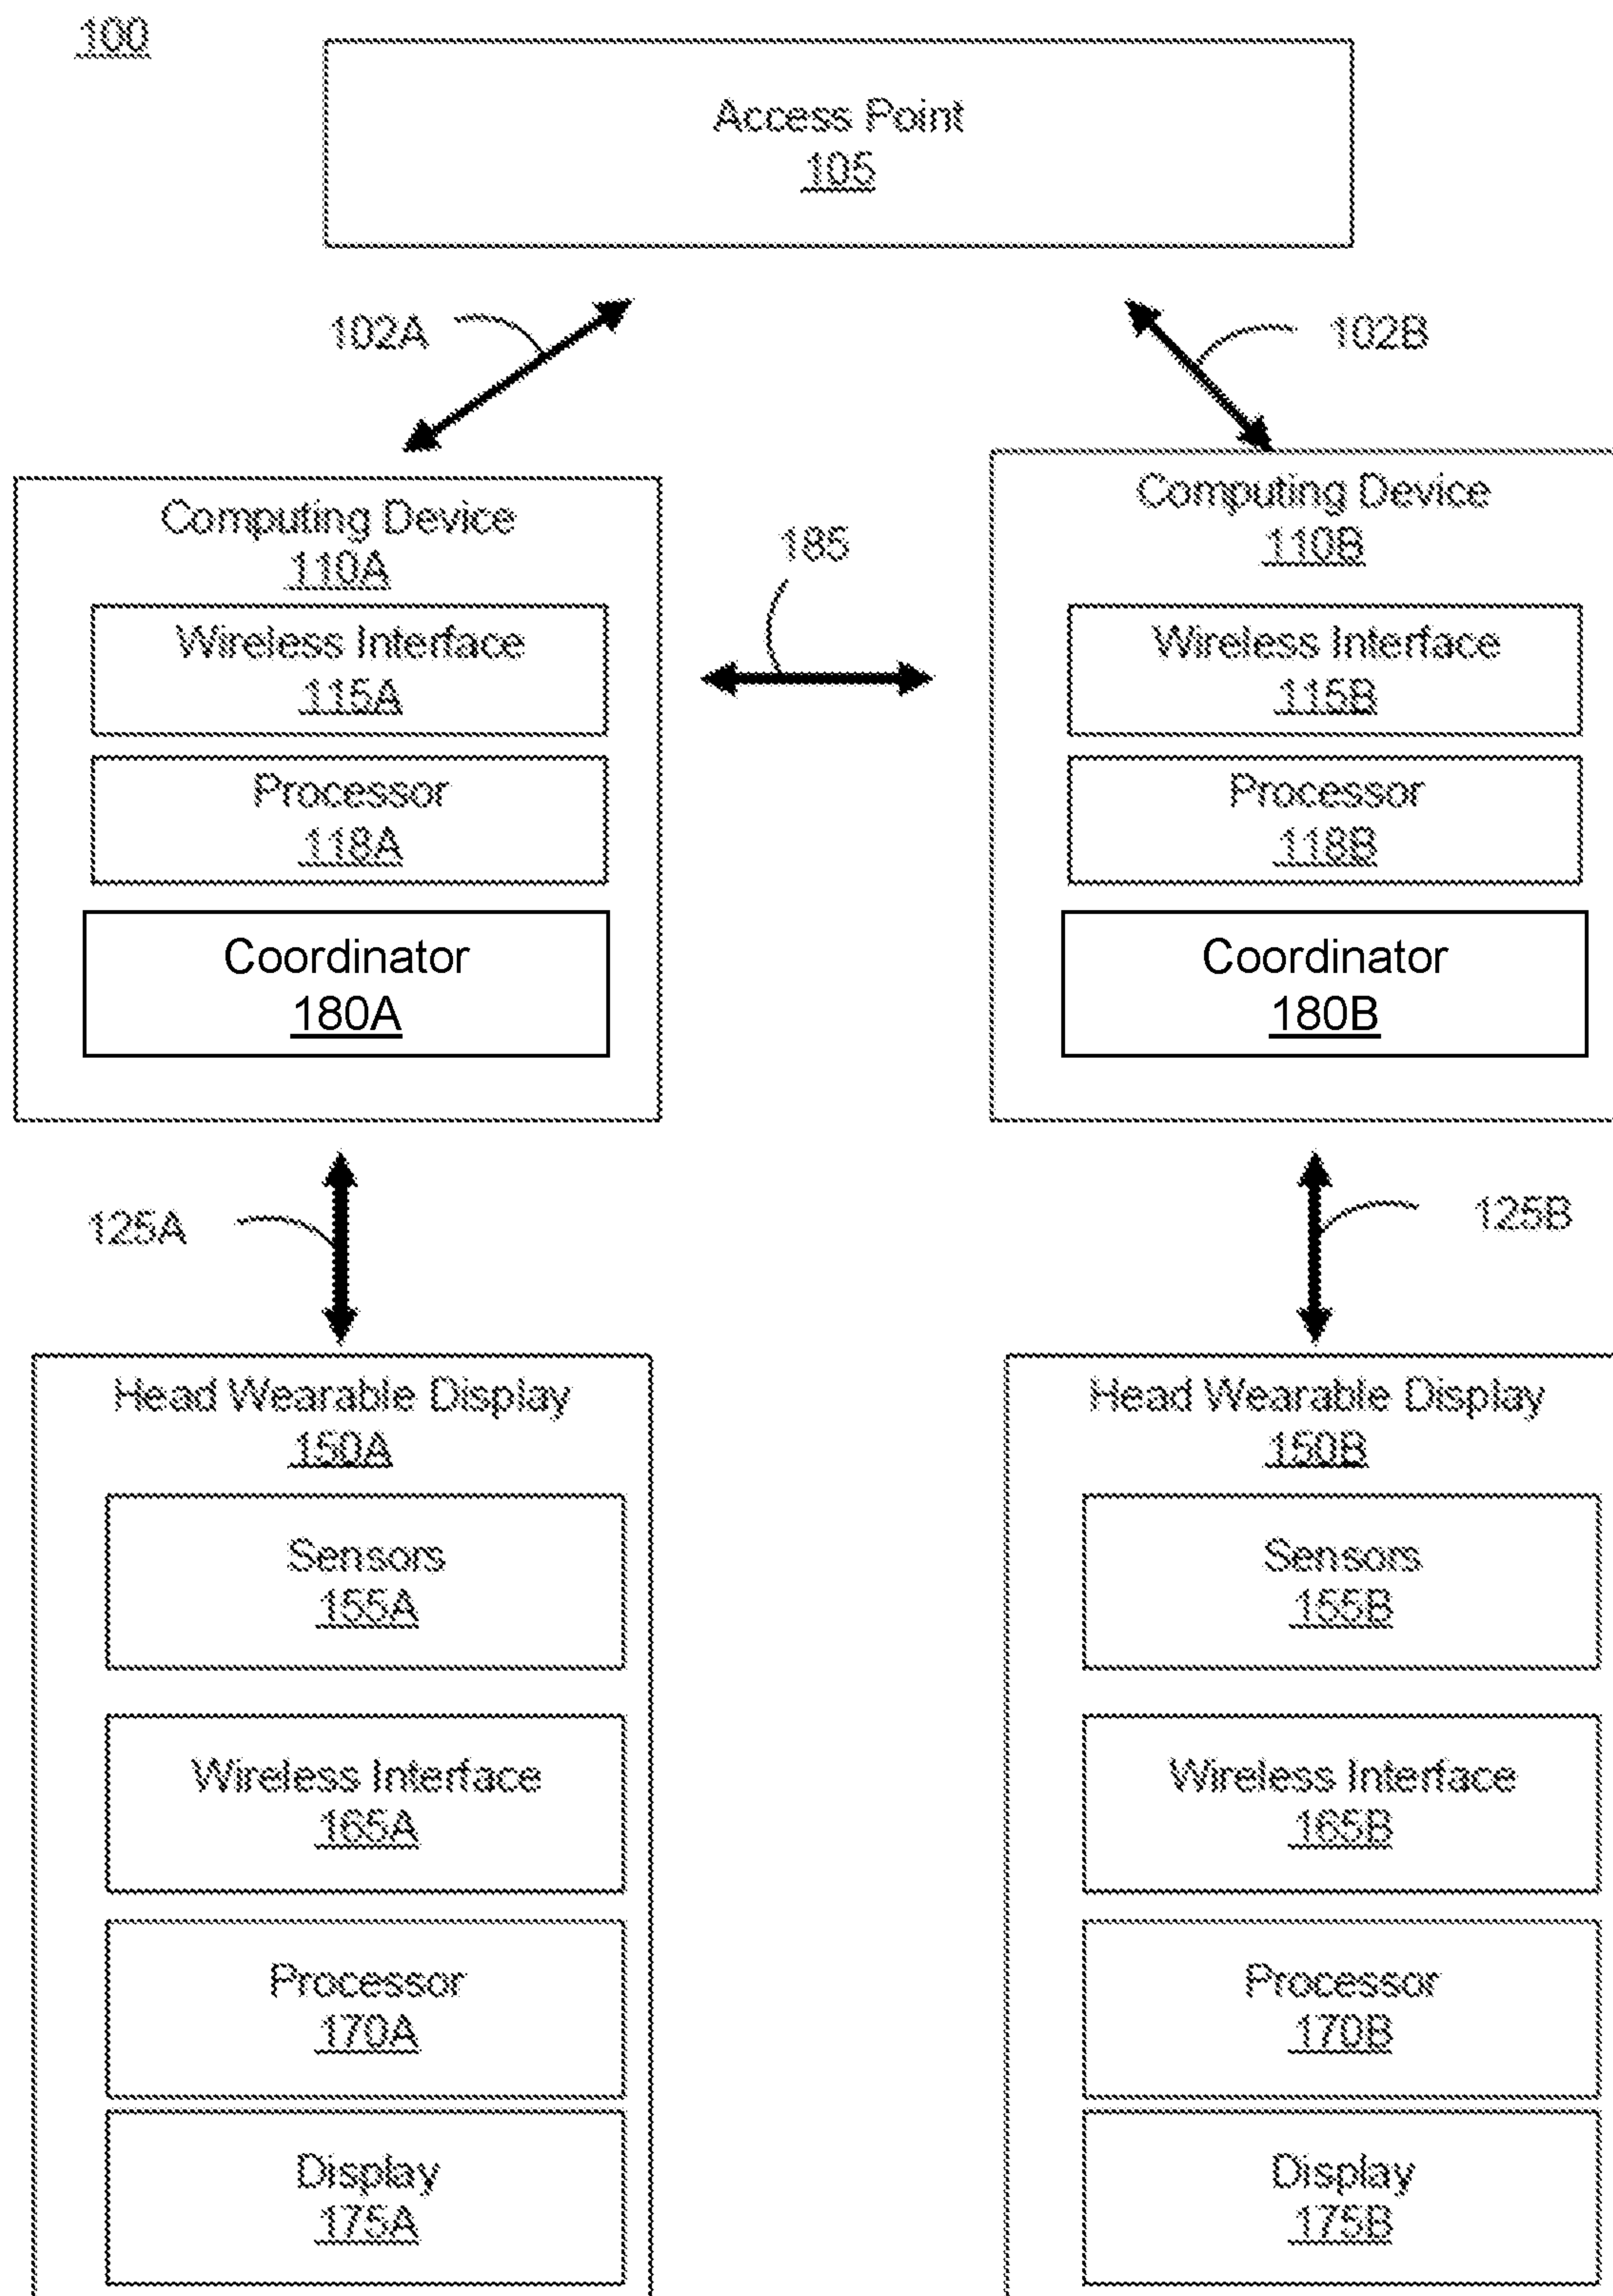 100
Access Point
105
102A
102B
Computing Device
110A
Wireless Interface
115A
Processor
118A
Coordinator
180A
185
Computing Device
110B
Wireless Interface
115B
Processor
118B
Coordinator
180B
125A
125B
Head Wearable Display
150A
Sensors
155A
Wireless Interface
165A
Processor
170A
Display
175A
Head Wearable Display
150B
Sensors
155B
Wireless Interface
165B
Processor
170B
Display
175B